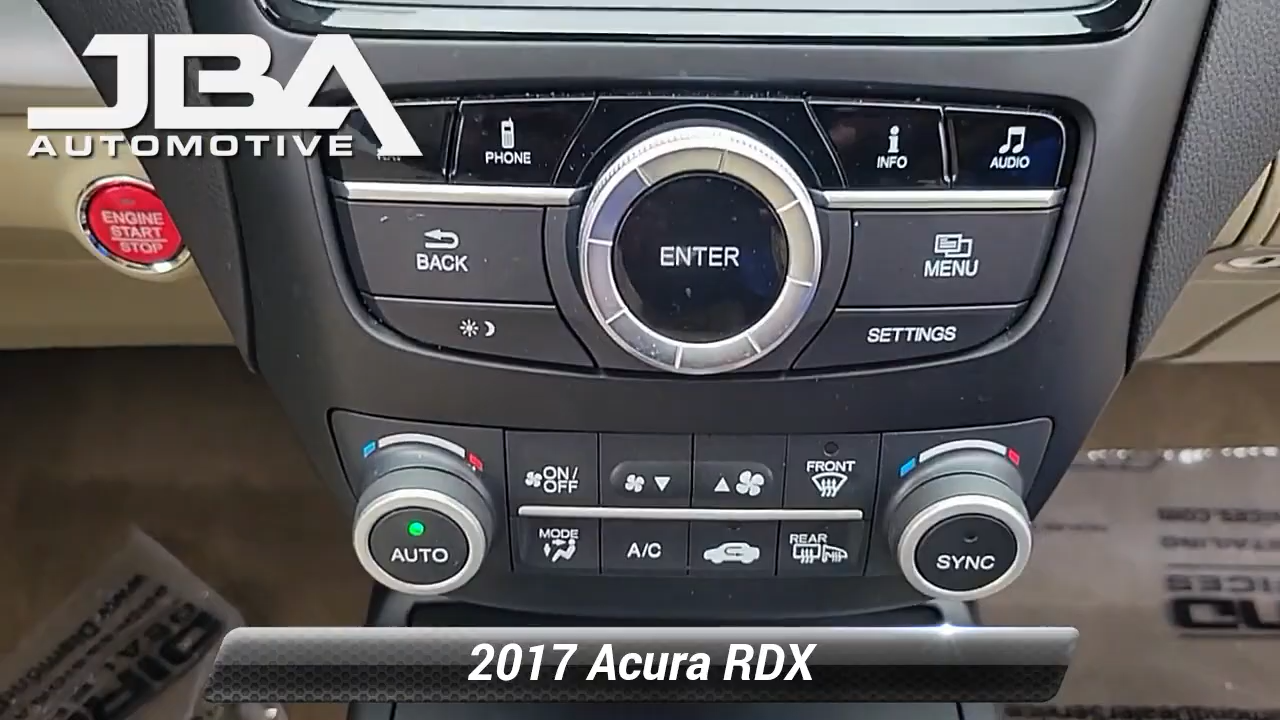 JBA
AUTOMOTIVE
PHONE
INFO
AUDIO
ENGINE
START
STOP
BACK
ENTER
MENU
SETTINGS
ON/
OFF
FRONT
AUTO
MODE
A/C
REAR
SYNC
2017 Acura RDX